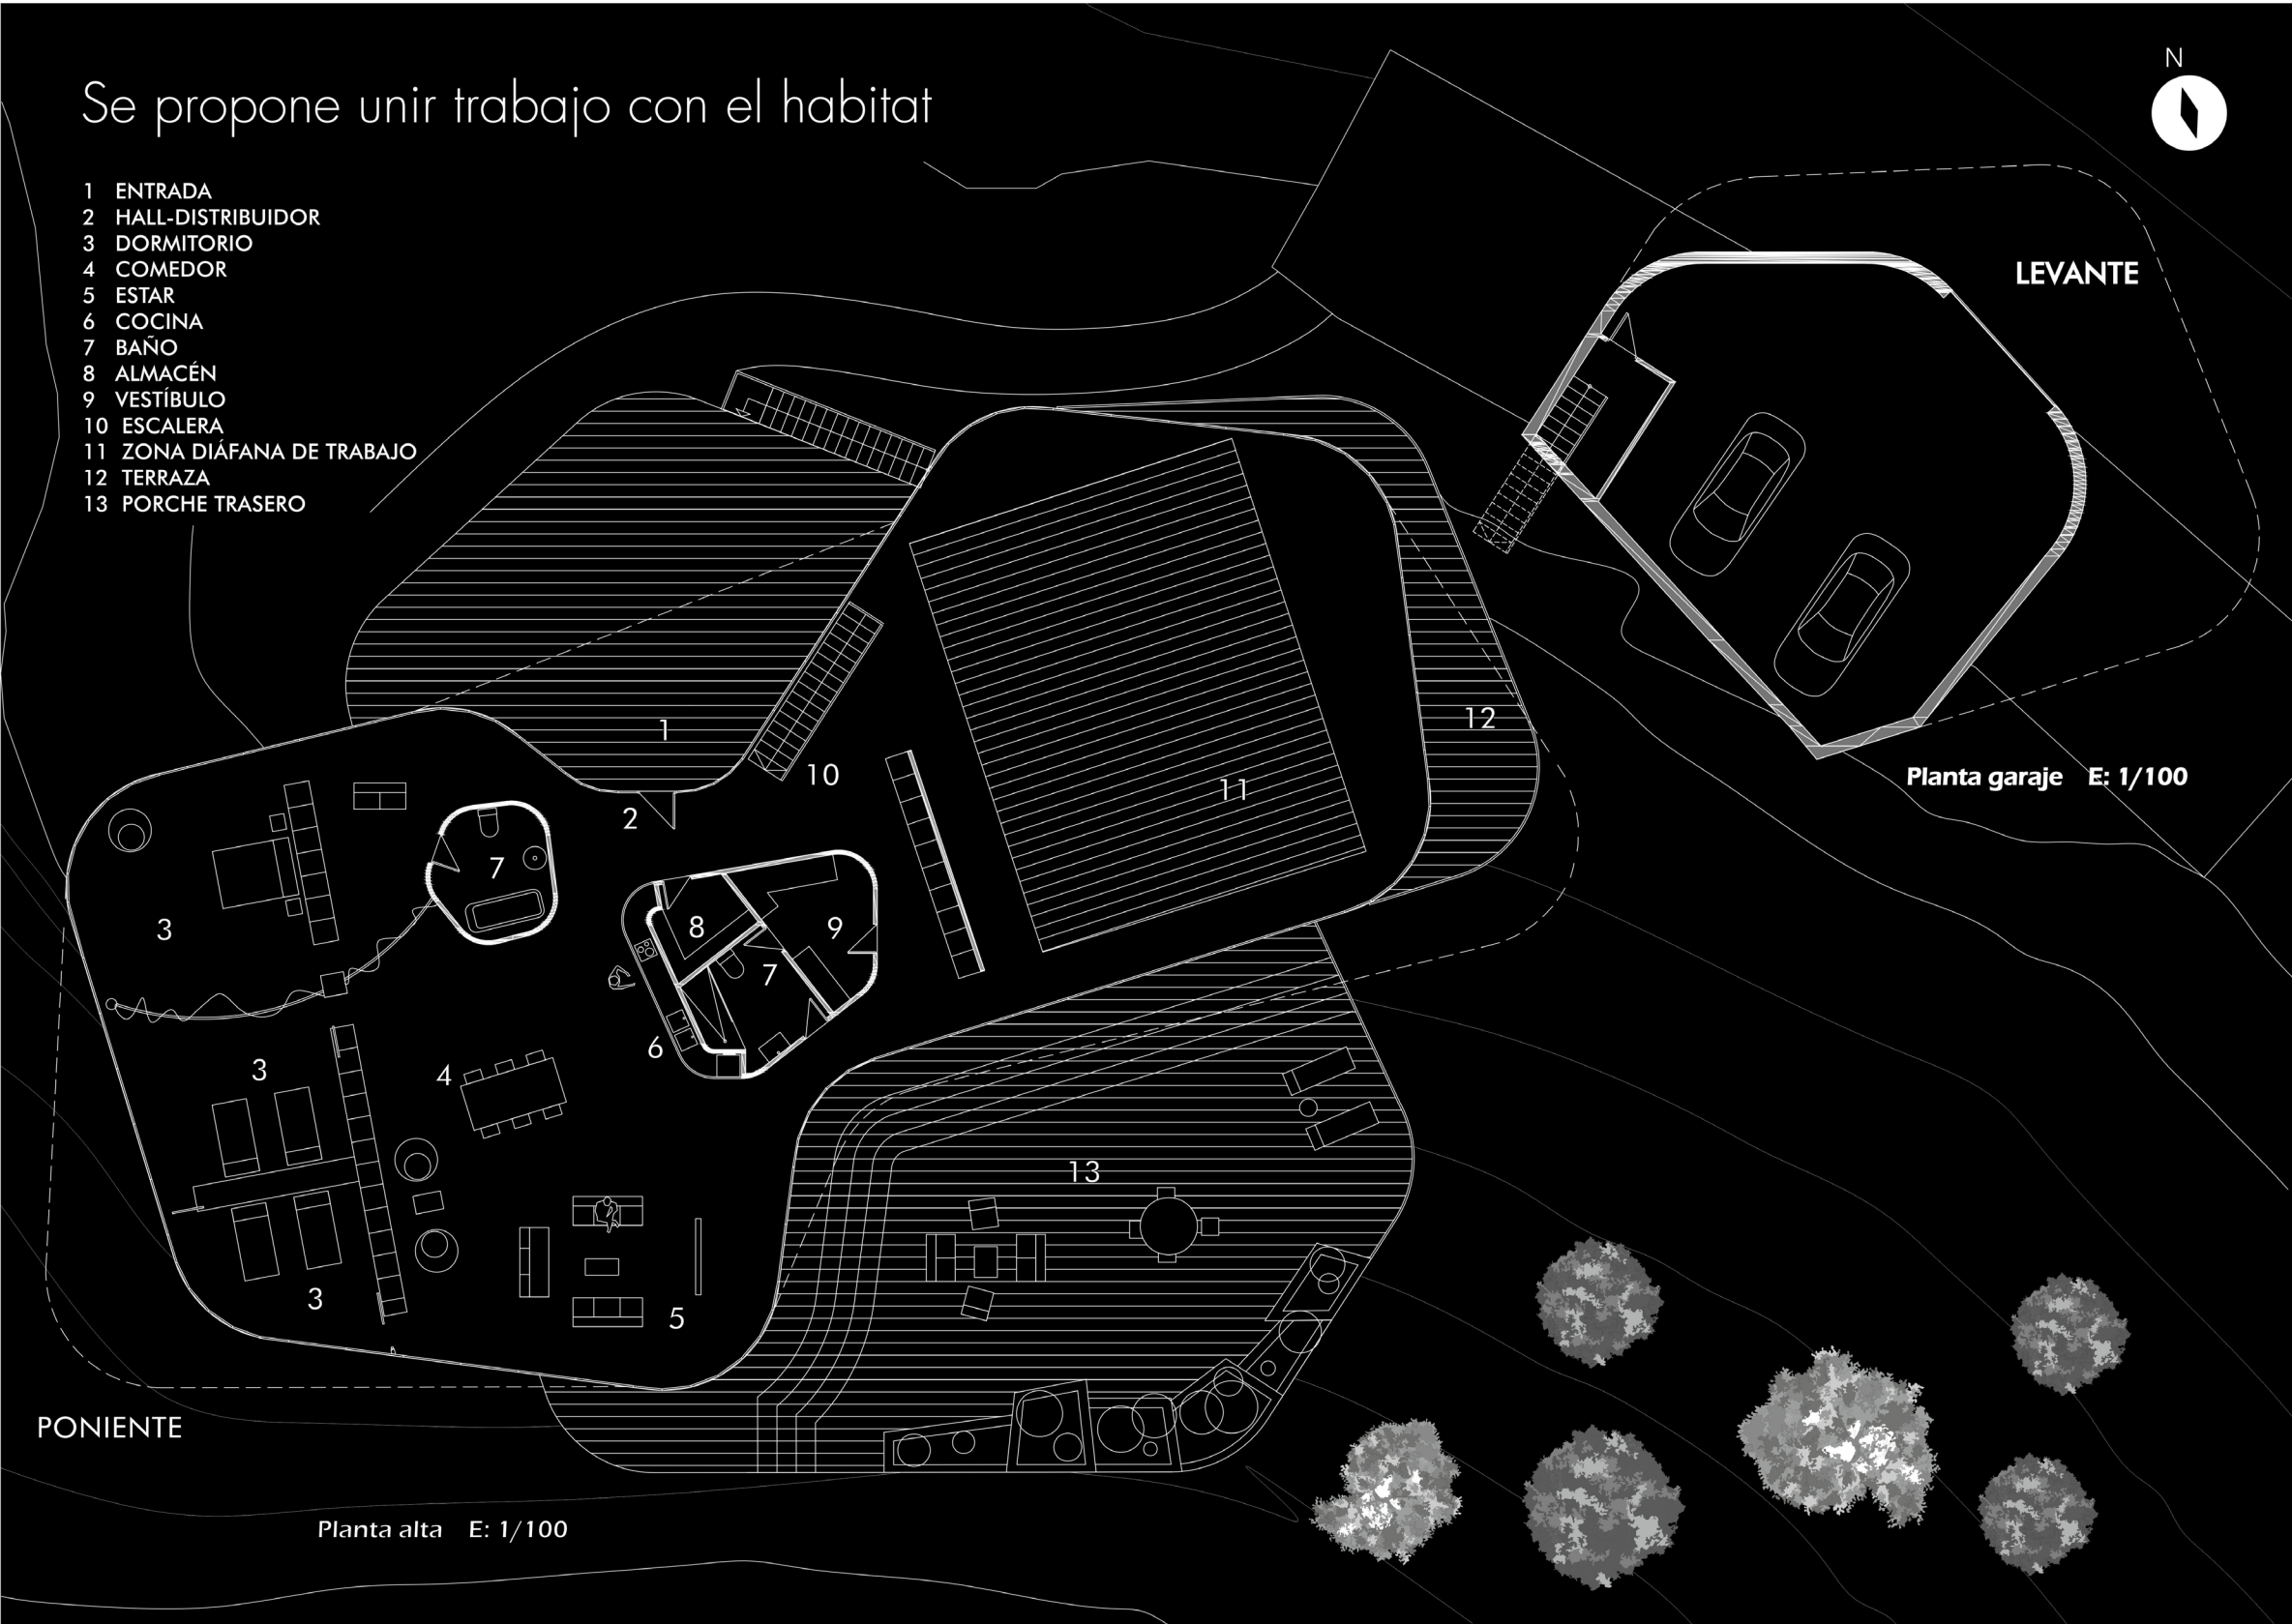 Se propone unir trabajo con el habitat
N
1 ENTRADA
2 HALL-DISTRIBUIDOR
3 DORMITORIO
4 COMEDOR
5 ESTAR
6 COCINA
7 BAÑO
8 ALMACÉN
9 VESTÍBULO
10 ESCALERA
11 ZONA DIÁFANA DE TRABAJO
12 TERRAZA
13 PORCHE TRASERO
LEVANTE
1
12
10
11
Planta garaje E: 1/100
2
7
3
8
9
7
6
3
4
13
3
5
PONIENTE
Planta alta E: 1/100